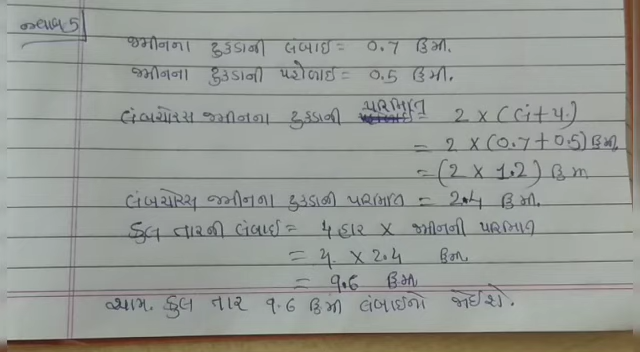 જવાબ 5
જમીનના ટુકડાની લંબાઈ = 0.7 કિમી.
જમીનના ટુકડાની પહોળાઈ = 0.5 કિમી.
લંબચોરસ જમીનના ટુકડાની પરિમિતિ = 2 × (લં + પ.)
= 2 × (0.7 + 0.5) કિમી
= (2 × 1.2) કિમ
લંબચોરસ જમીનના ટુકડાની પરિમિતિ = 2.4 કિમી.
કુલ તારની લંબાઈ = 4 હાર × જમીનની પરિમિતિ
= 4 × 2.4 કિમી
= 9.6 કિમી
આમ. કુલ તાર 9.6 કિમી લંબાઈનો જોઈશે.